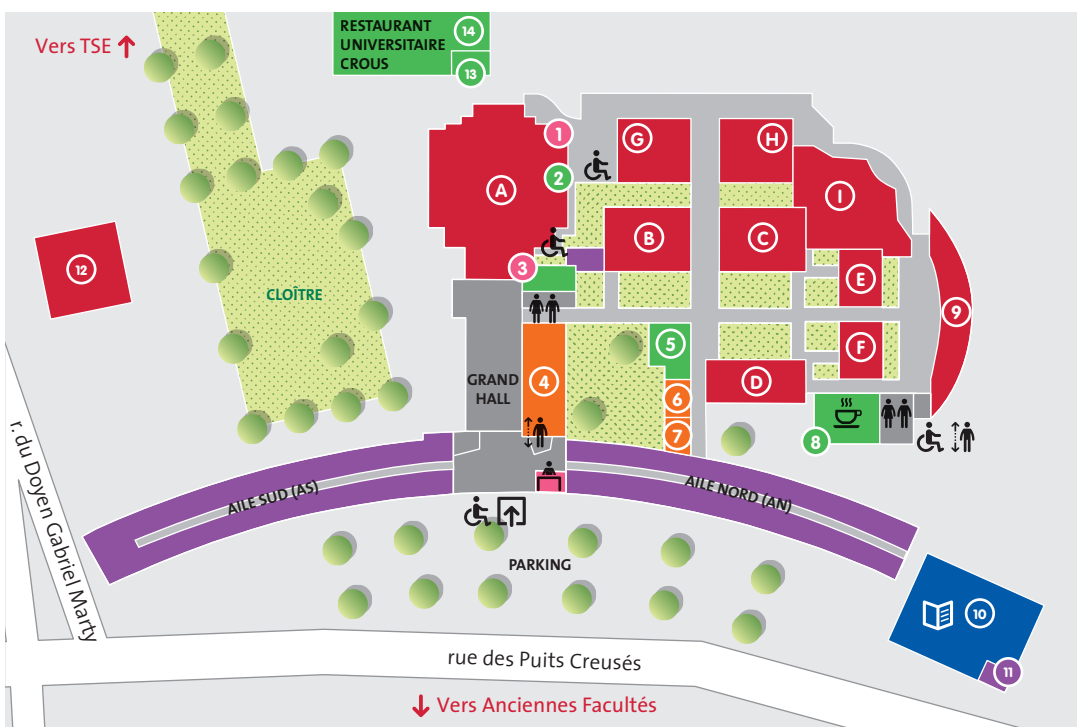 Vers TSE
RESTAURANT
UNIVERSITAIRE
CROUS
14
13
1
2
A
G
H
I
B
C
3
E
12
CLOÎTRE
9
5
F
GRAND
HALL
4
D
6
7
8
AILE SUD (AS)
AILE NORD (AN)
r. du Doyen Gabriel Marty
PARKING
10
11
rue des Puits Creusés
Vers Anciennes Facultés